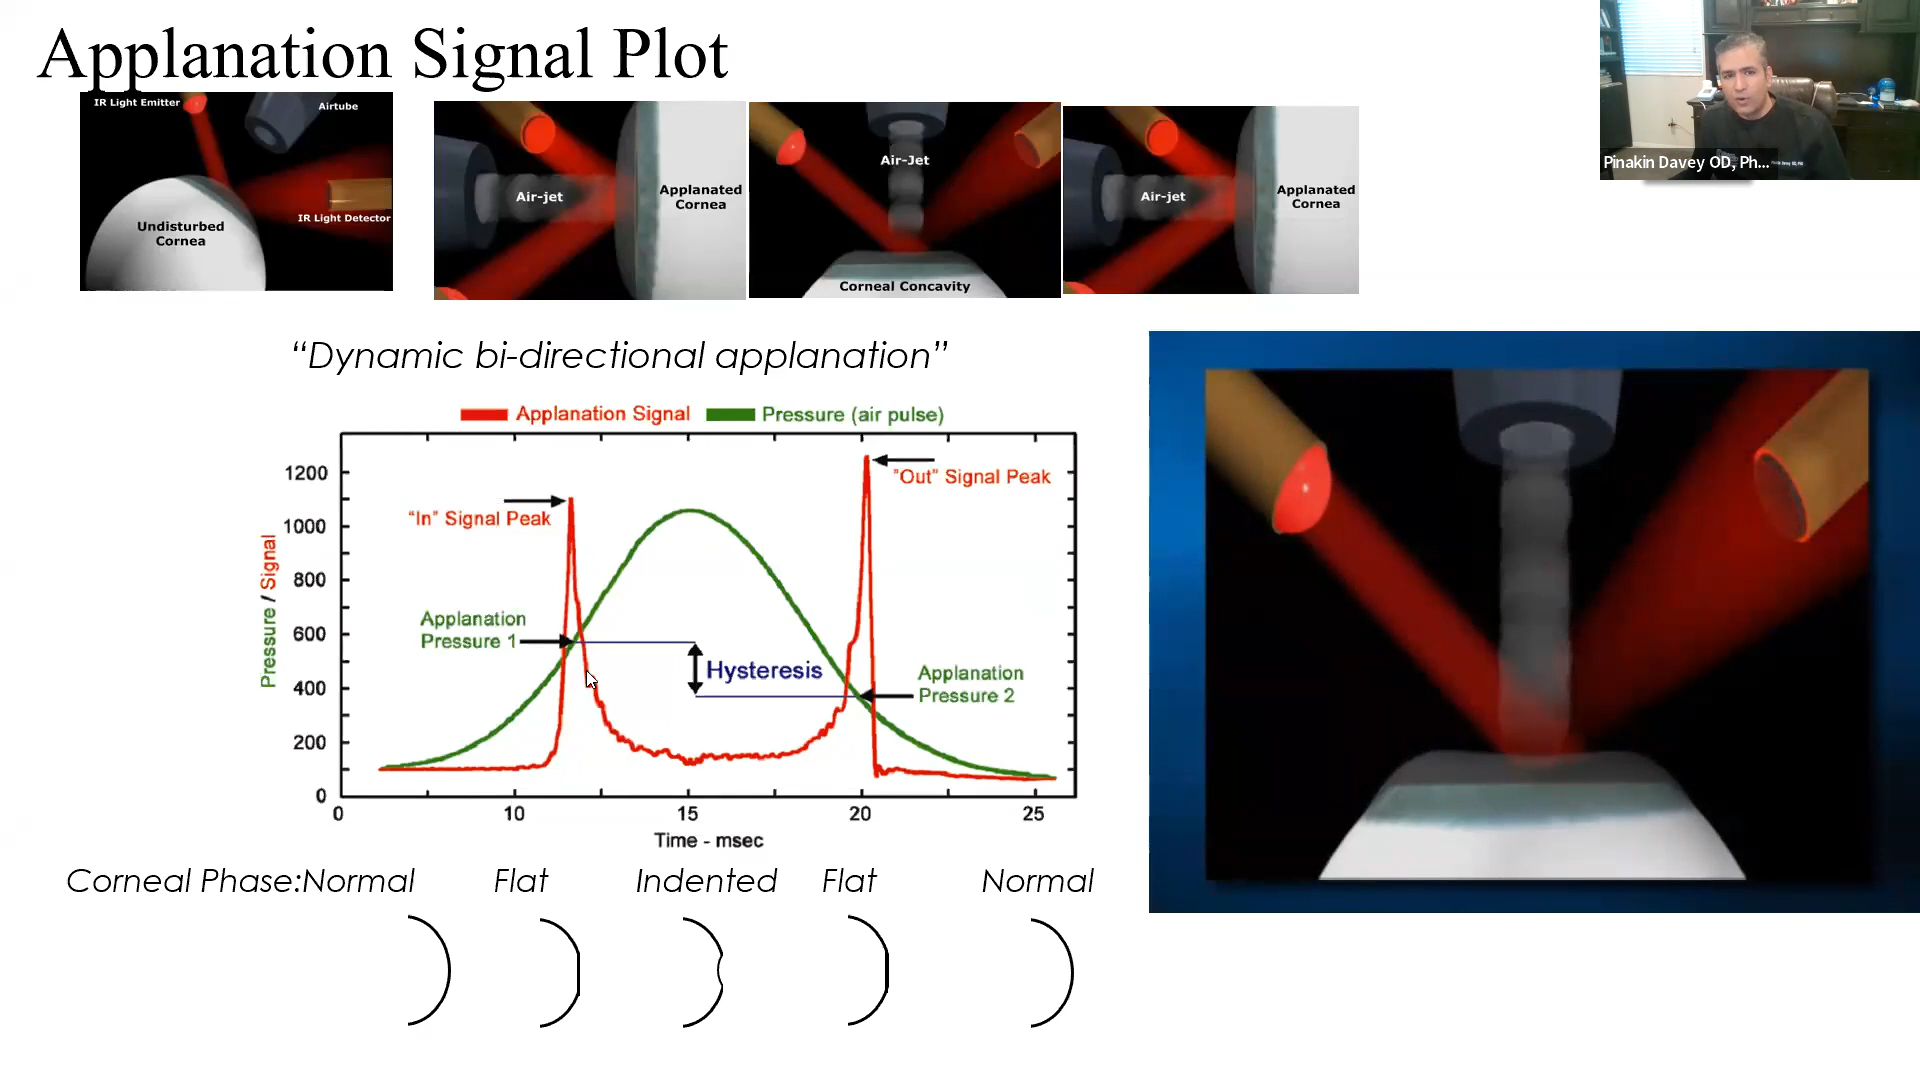 Applanation Signal Plot
Pinakin Davey OD, Ph...
IR Light Emitter
Airtube
Undisturbed
Cornea
IR Light Detector
Air-jet
Applanated
Cornea
Air-Jet
Corneal Concavity
Air-jet
Applanated
Cornea
“Dynamic bi-directional applanation”
Applanation Signal
Pressure (air pulse)
Pressure / Signal
1200
1000
800
600
400
200
0
"In" Signal Peak
"Out" Signal Peak
Applanation
Pressure 1
Hysteresis
Applanation
Pressure 2
0 10 15 20 25
Time - msec
Corneal Phase:Normal Flat Indented Flat Normal